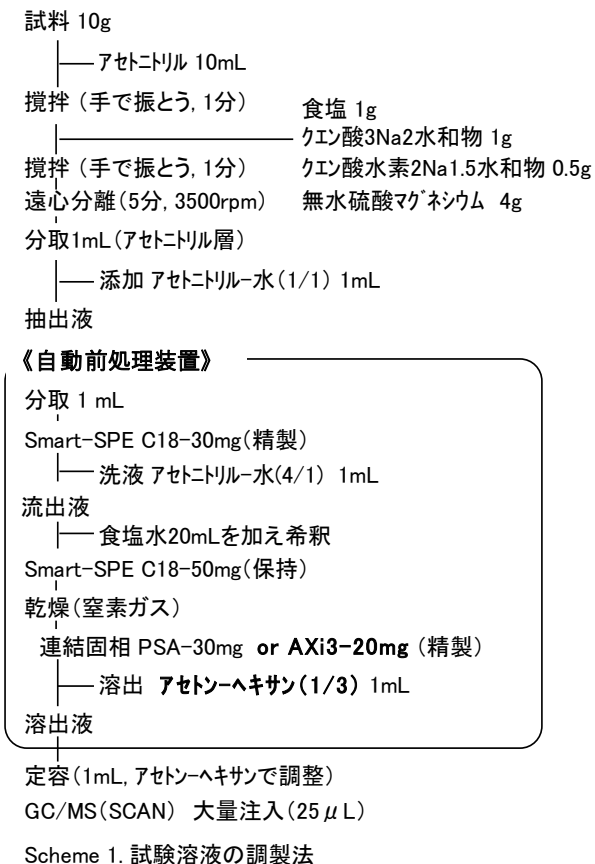 試料 10g
アセトニトリル 10mL
撹拌 (手で振とう, 1分)
食塩 1g
クエン酸3Na2水和物 1g
撹拌 (手で振とう, 1分)
クエン酸水素2Na1.5水和物 0.5g
遠心分離(5分, 3500rpm)
無水硫酸マグネシウム 4g
分取1mL(アセトニトリル層)
添加 アセトニトリル-水(1/1) 1mL
抽出液
《自動前処理装置》
分取 1 mL
Smart-SPE C18-30mg(精製)
洗液 アセトニトリル-水(4/1) 1mL
流出液
食塩水20mLを加え希釈
Smart-SPE C18-50mg(保持)
乾燥(窒素ガス)
連結固相 PSA-30mg or AXi3-20mg (精製)
溶出 アセトン-ヘキサン(1/3) 1mL
溶出液
定容(1mL, アセトン-ヘキサンで調整)
GC/MS(SCAN) 大量注入(25μL)
Scheme 1. 試験溶液の調製法